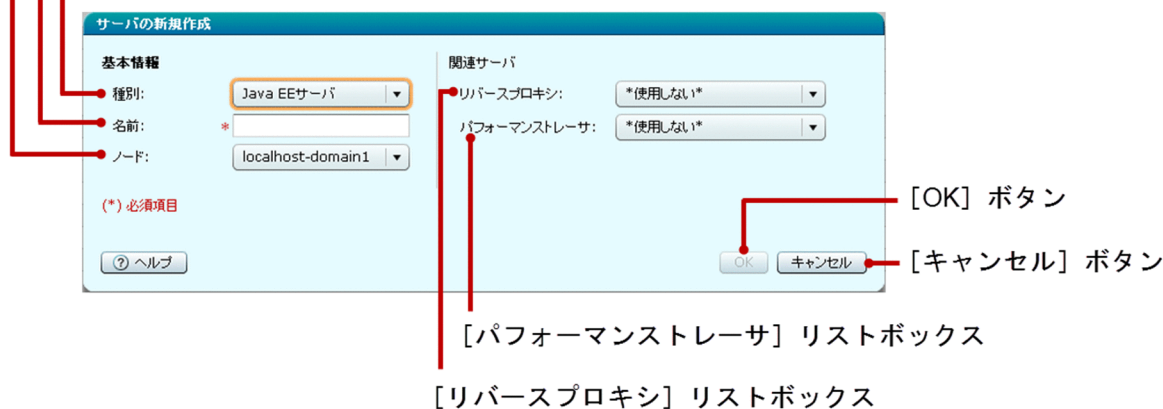 サーバの新規作成
基本情報
種別:
Java EEサーバ
名前:
*
ノード:
localhost-domain1
(*) 必須項目
関連サーバ
リバースプロキシ:
*使用しない*
パフォーマンストレーサ:
*使用しない*
ヘルプ
OK
キャンセル
[OK] ボタン
[キャンセル] ボタン
[パフォーマンストレーサ] リストボックス
[リバースプロキシ] リストボックス